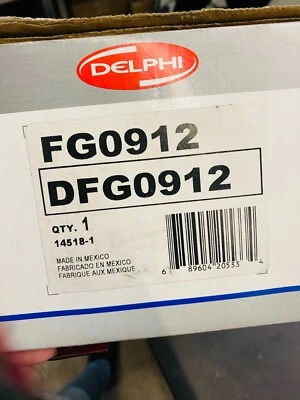 DELPHI
FG0912
DFG0912
QTY. 1
14518-1
MADE IN MEXICO
FABRICADO EN MEXICO
FABRIQUE AUX MEXIQUE
6 89604 20533 4